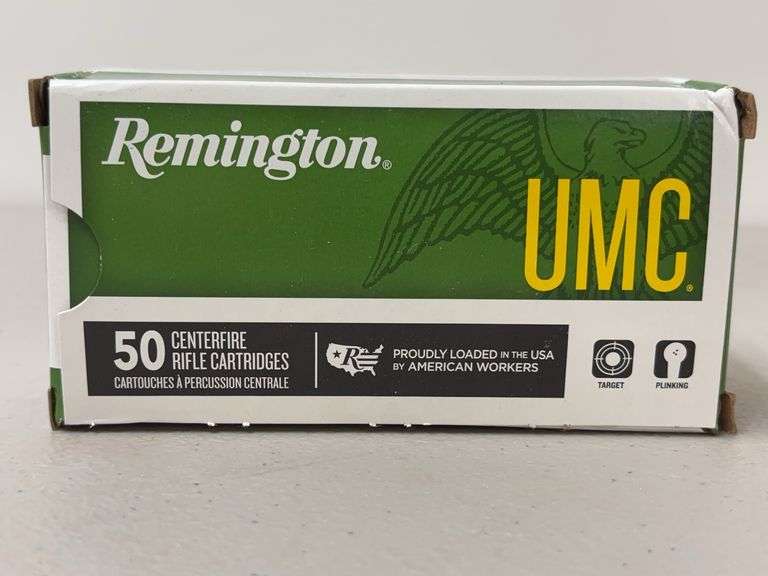 Remington®
UMC®
50 CENTERFIRE
RIFLE CARTRIDGES
CARTOUCHES À PERCUSSION CENTRALE
R
PROUDLY LOADED IN THE USA
BY AMERICAN WORKERS
TARGET
PLINKING